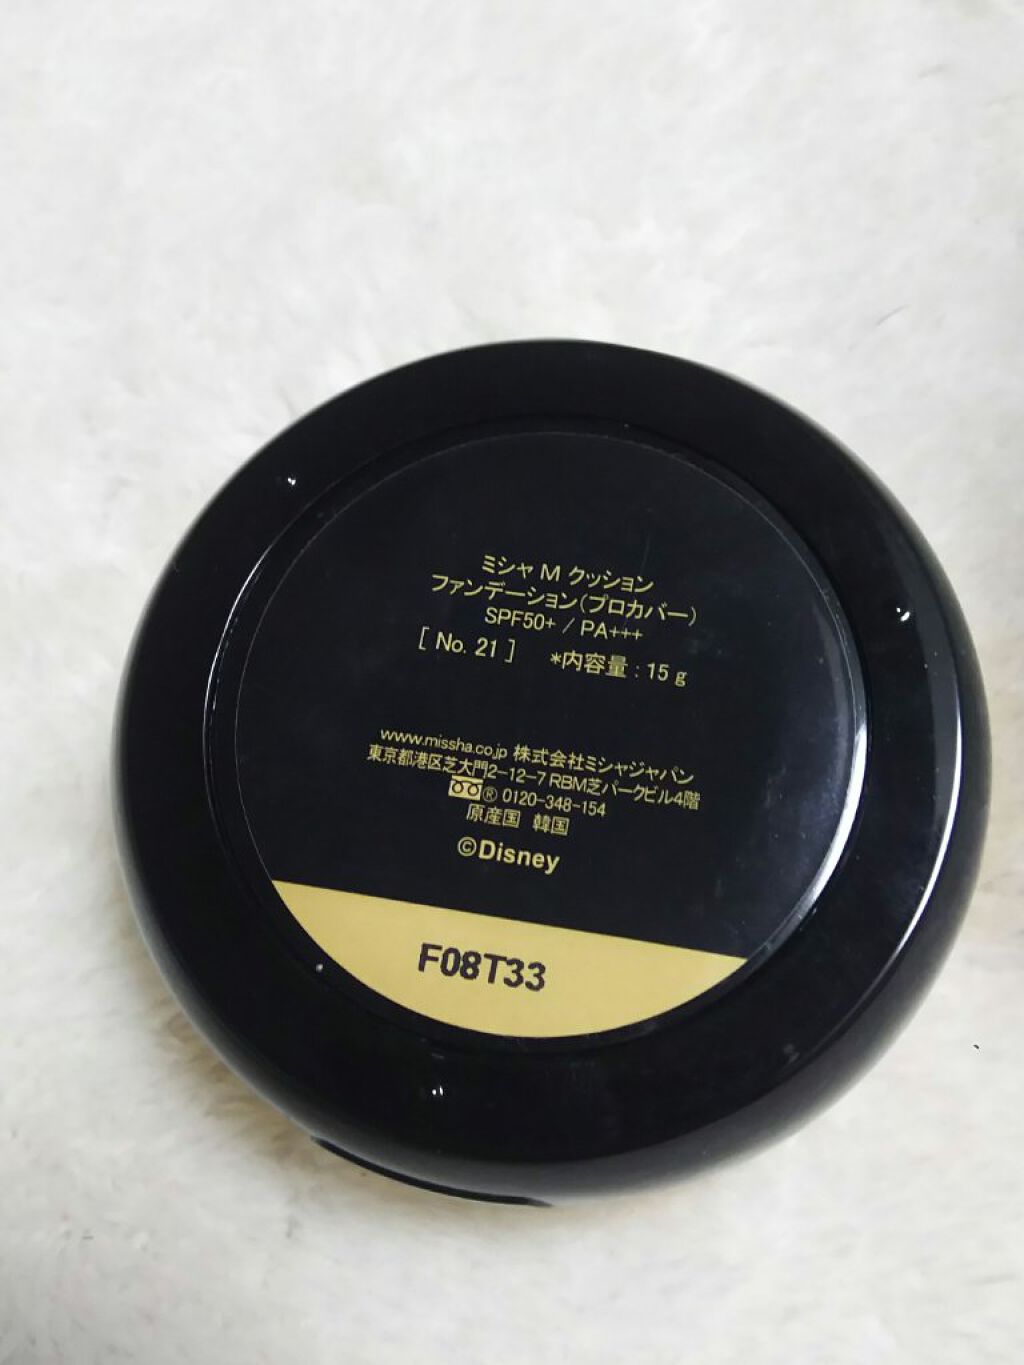 ミシャ M クッション
ファンデーション(プロカバー)
SPF50+ / PA+++
[ No. 21 ] *内容量 : 15 g
www.missha.co.jp 株式会社ミシャジャパン
東京都港区芝大門2-12-7 RBM芝パークビル4階
® 0120-348-154
原産国 韓国
©Disney
F08T33